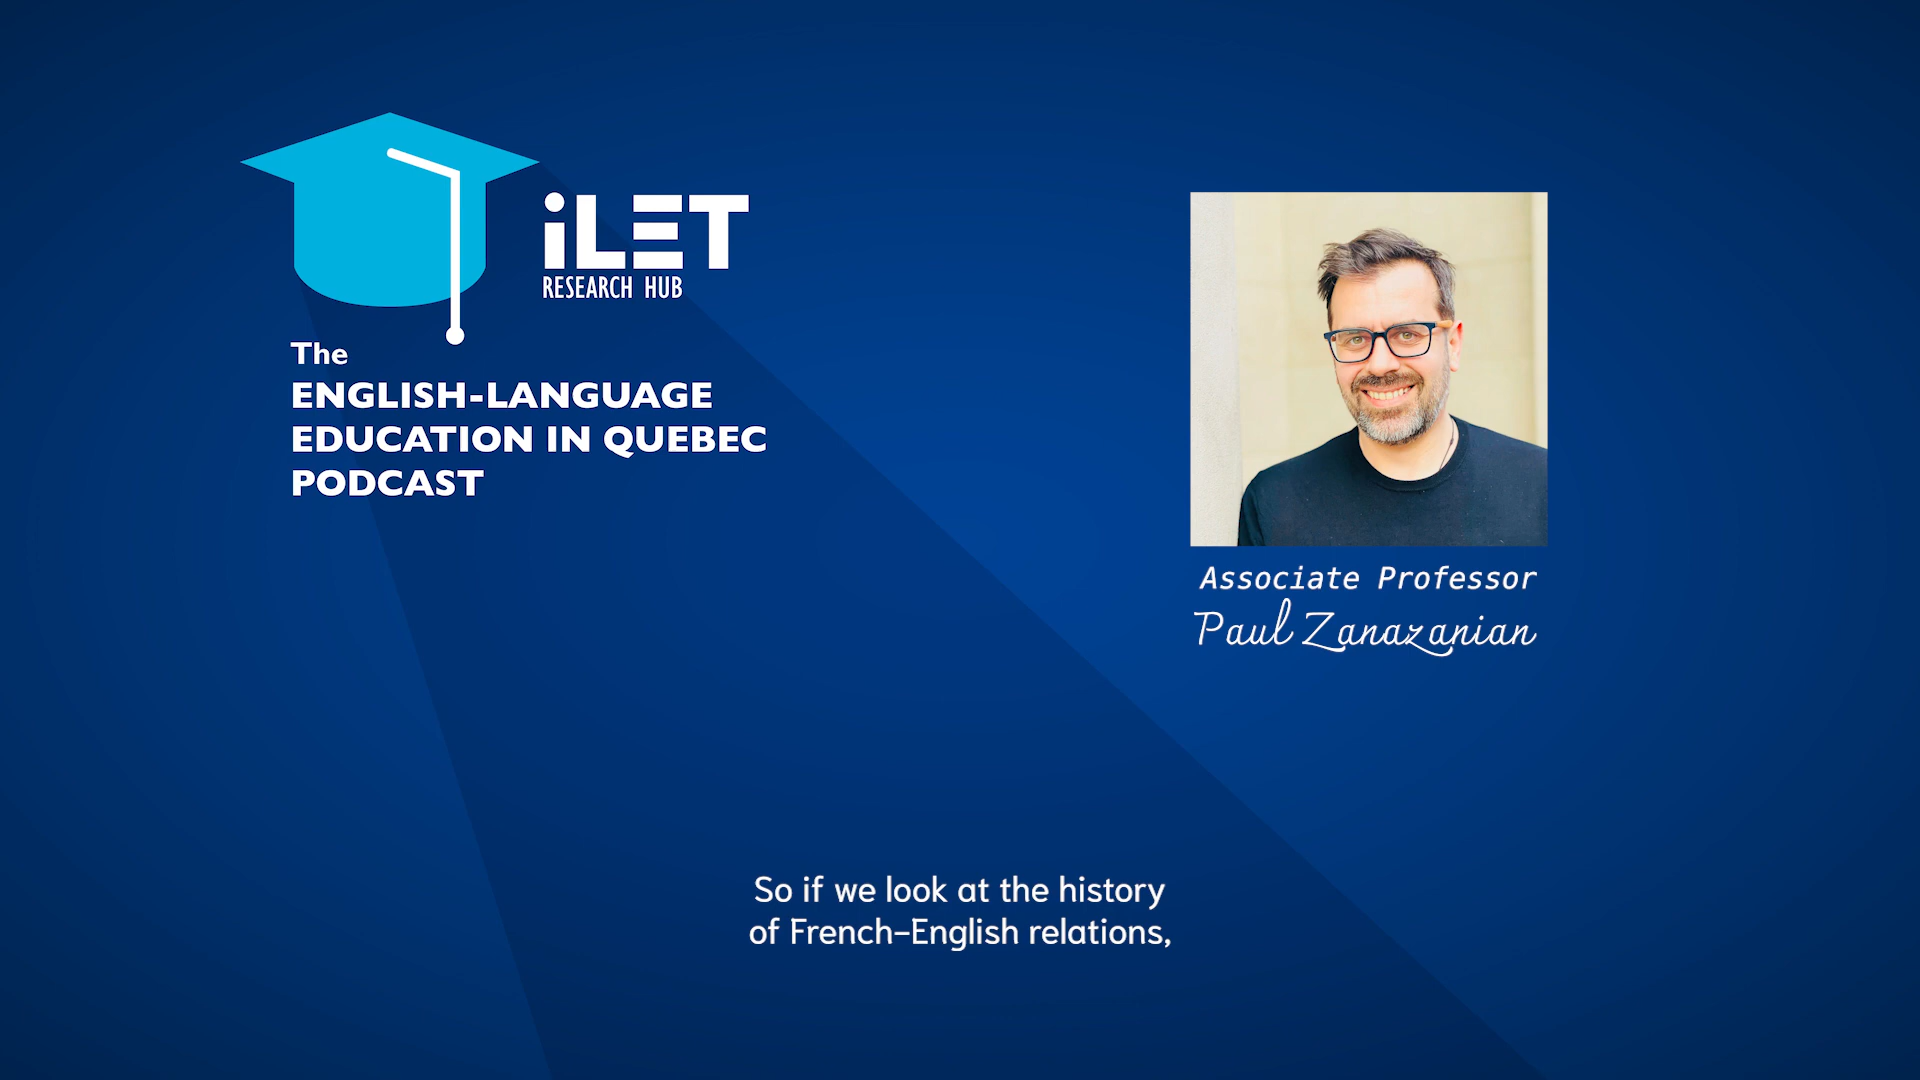 iLET
RESEARCH HUB
The
ENGLISH-LANGUAGE
EDUCATION IN QUEBEC
PODCAST
Associate Professor
Paul Zanazanian
So if we look at the history
of French-English relations,